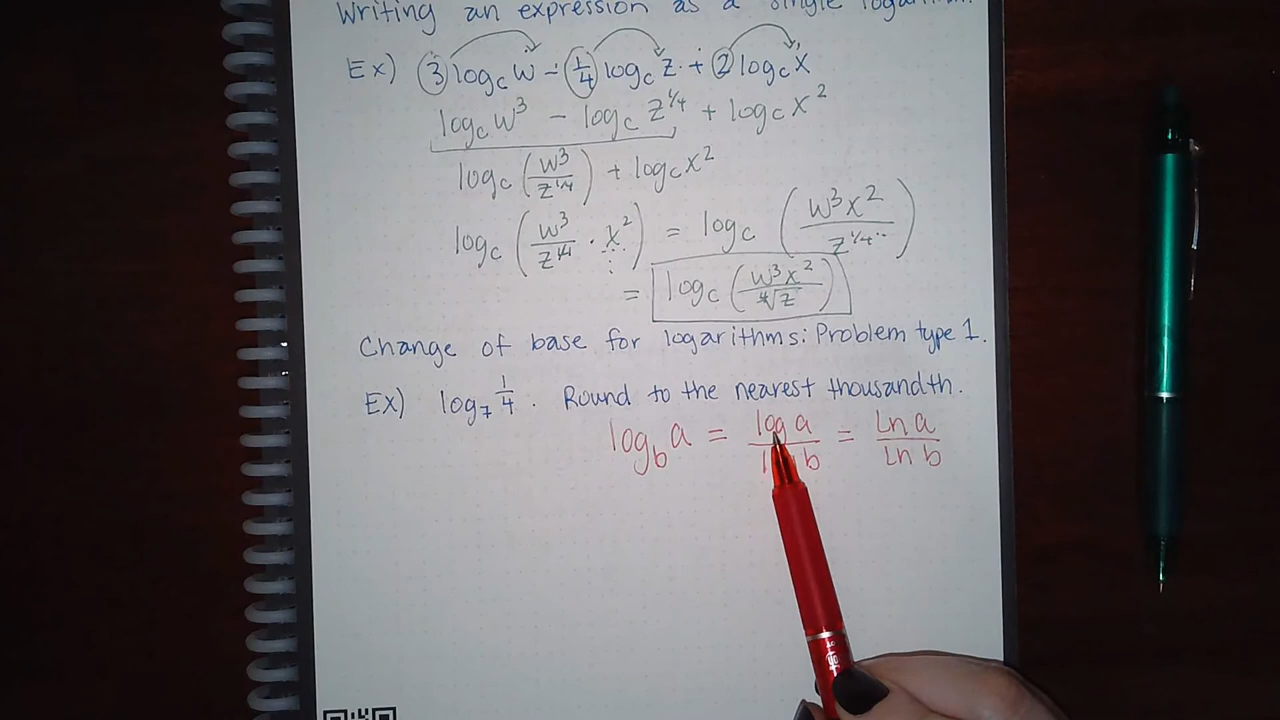 Writing an expression as a single logarithm.
Ex) 3 log_c w - 1/4 log_c z + 2 log_c x
log_c w^3 - log_c z^1/4 + log_c x^2
log_c (w^3/z^1/4) + log_c x^2
log_c (w^3/z^1/4 · x^2) = log_c (w^3x^2/z^1/4)
= log_c (w^3x^2/∜z)
Change of base for logarithms: Problem type 1.
EX) log_7 1/4 . Round to the nearest thousandth.
log_b a = log a/log b = Ln a/Ln b